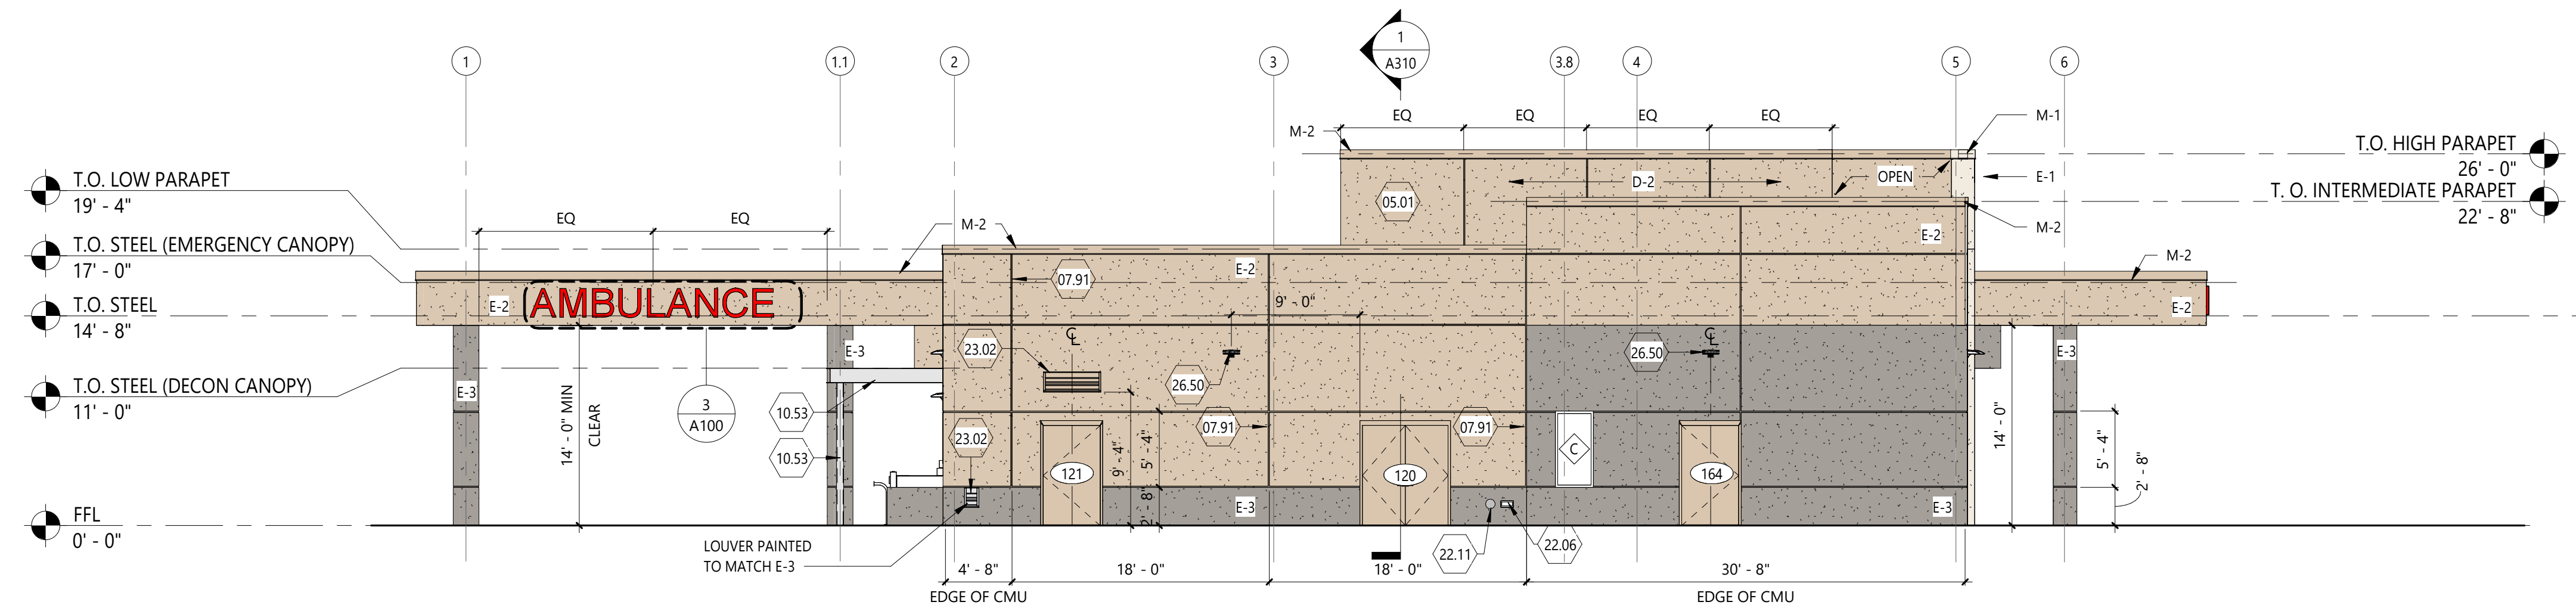 1
A310
1
1.1
2
3
3.8
4
5
6
EQ
EQ
EQ
EQ
M-2
M-1
T.O. HIGH PARAPET
26' - 0"
T.O. LOW PARAPET
19' - 4"
OPEN
D-2
E-1
T. O. INTERMEDIATE PARAPET
22' - 8"
05.01
EQ
EQ
M-2
M-2
E-2
T.O. STEEL (EMERGENCY CANOPY)
17' - 0"
M-2
E-2
07.91
E-2
AMBULANCE
9' - 0"
E-2
T.O. STEEL
14' - 8"
℄
℄
23.02
26.50
E-3
26.50
E-3
T.O. STEEL (DECON CANOPY)
11' - 0"
E-3
3
A100
10.53
10.53
14' - 0" MIN
CLEAR
23.02
07.91
07.91
C
14' - 0"
5' - 4"
2' - 8"
9' - 4"
5' - 4"
2' - 8"
121
120
164
E-3
E-3
FFL
0' - 0"
LOUVER PAINTED
TO MATCH E-3
22.11
22.06
4' - 8"
18' - 0"
18' - 0"
30' - 8"
EDGE OF CMU
EDGE OF CMU